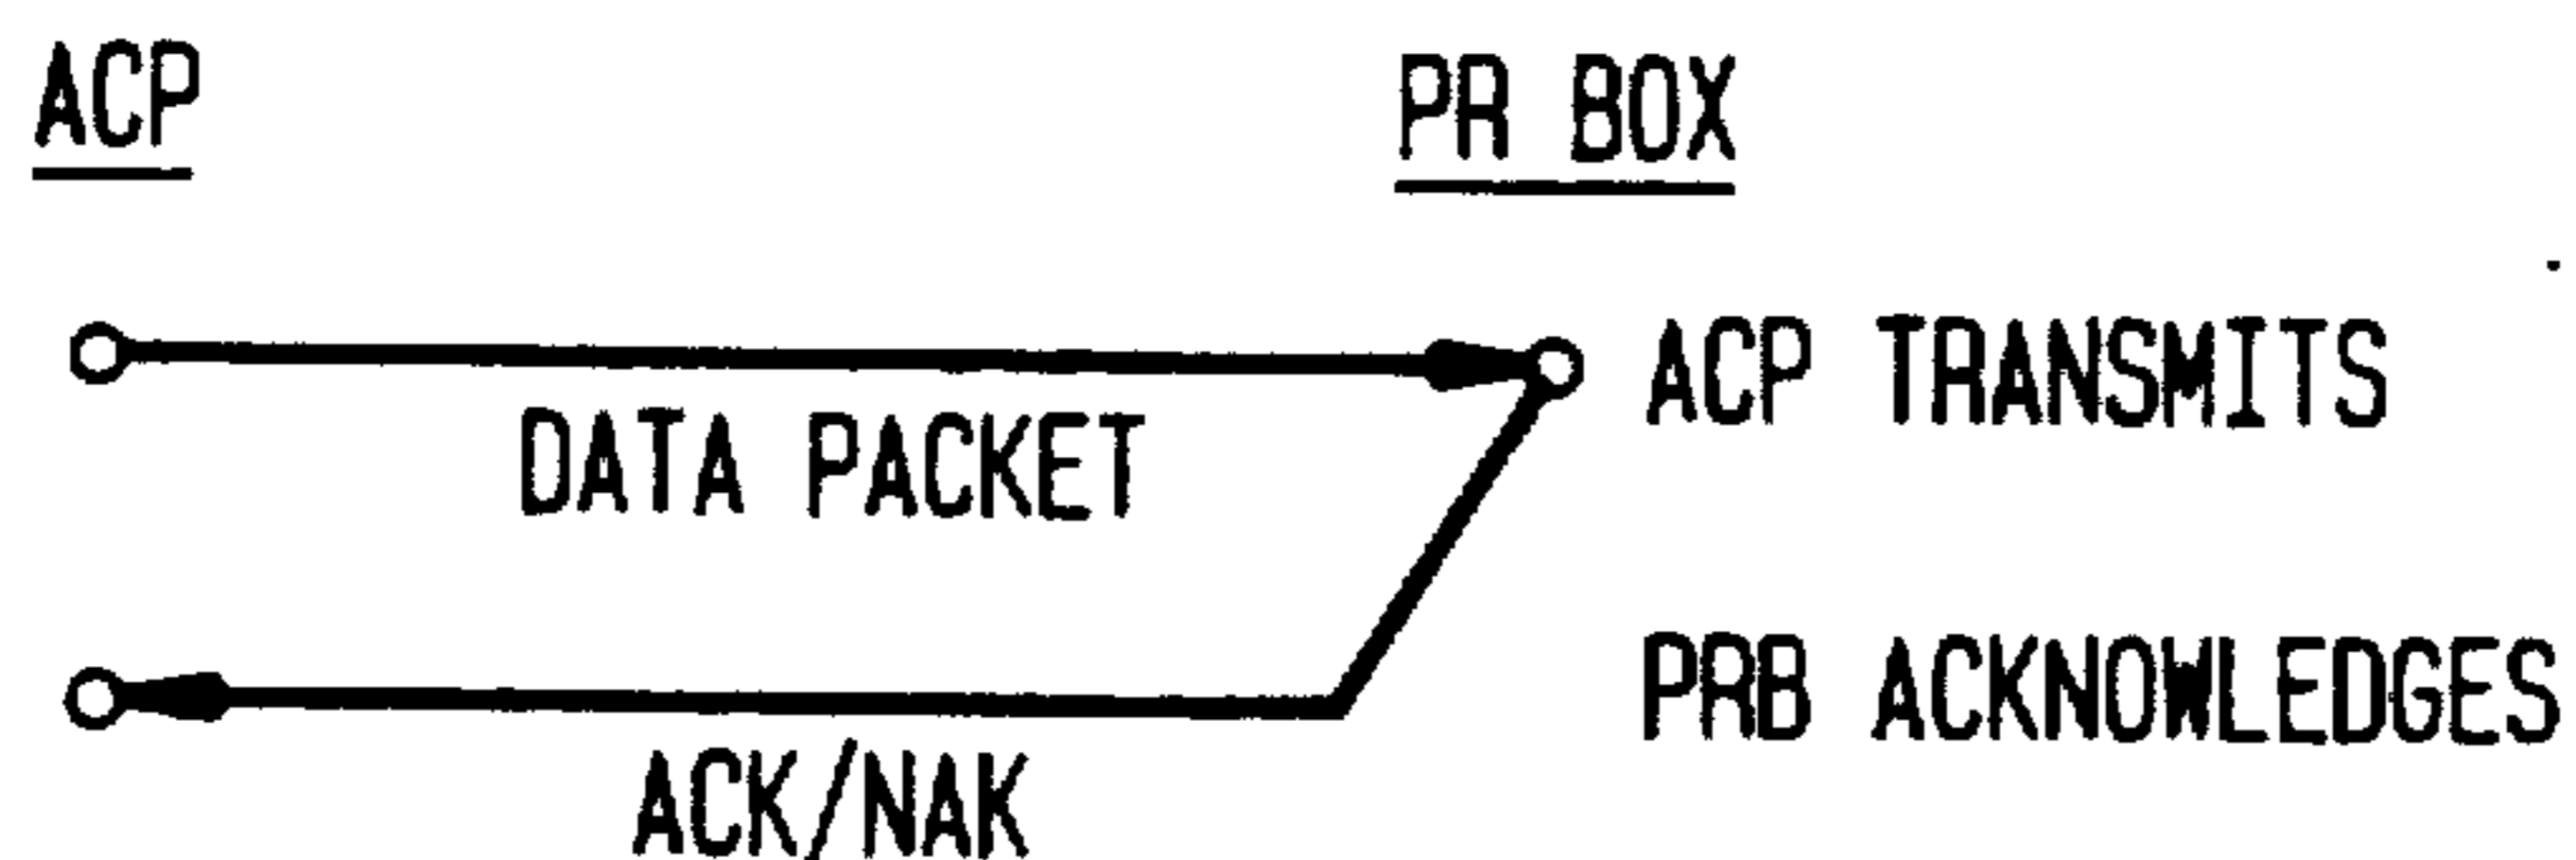 ACP
PR BOX
ACP TRANSMITS
DATA PACKET
PRB ACKNOWLEDGES
ACK/NAK